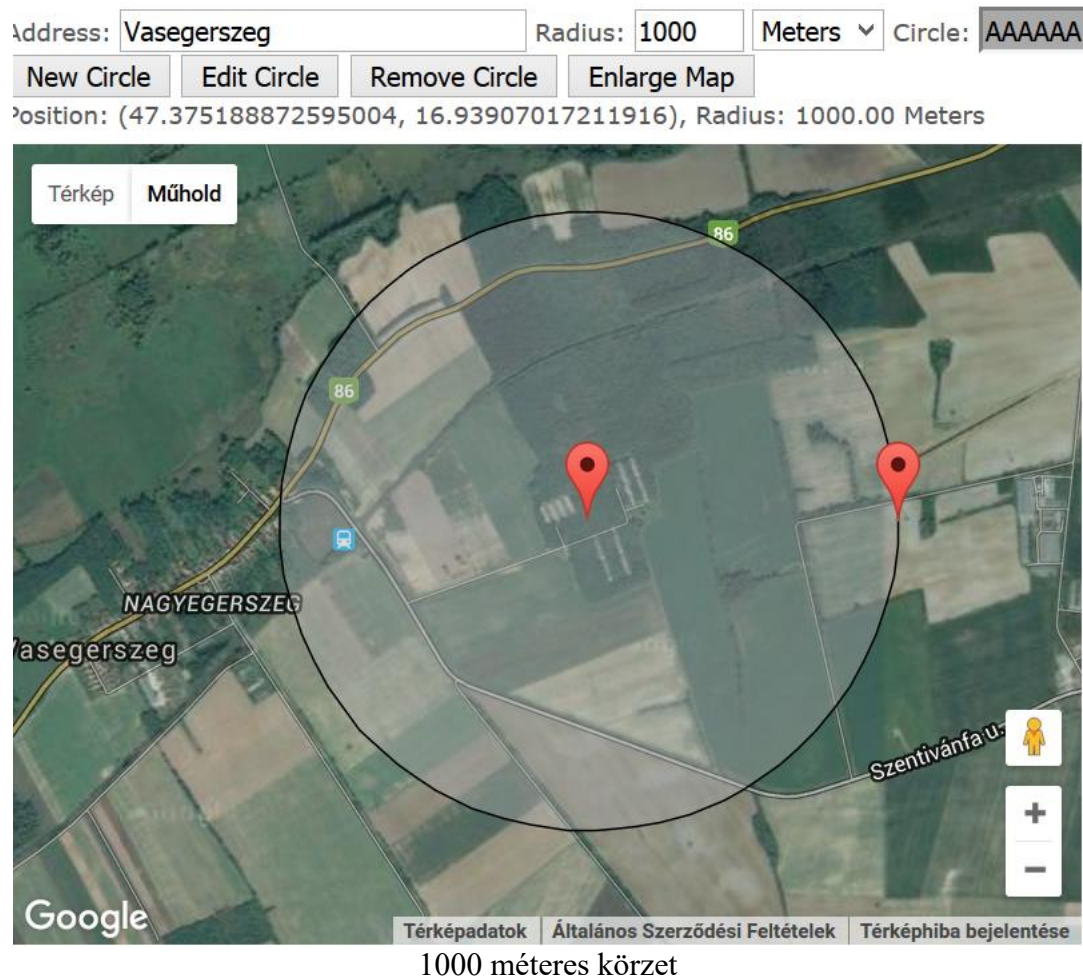 Address: Vasegerszeg Radius: 1000 Meters Circle: AAAAAA
New Circle Edit Circle Remove Circle Enlarge Map
Position: (47.375188872595004, 16.93907017211916), Radius: 1000.00 Meters
Térkép Műhold
86
86
NAGYEGERSZEG
Vasegerszeg
Szentivánfa u.
Google
Térképadatok Általános Szerződési Feltételek Térképhiba bejelentése
1000 méteres körzet